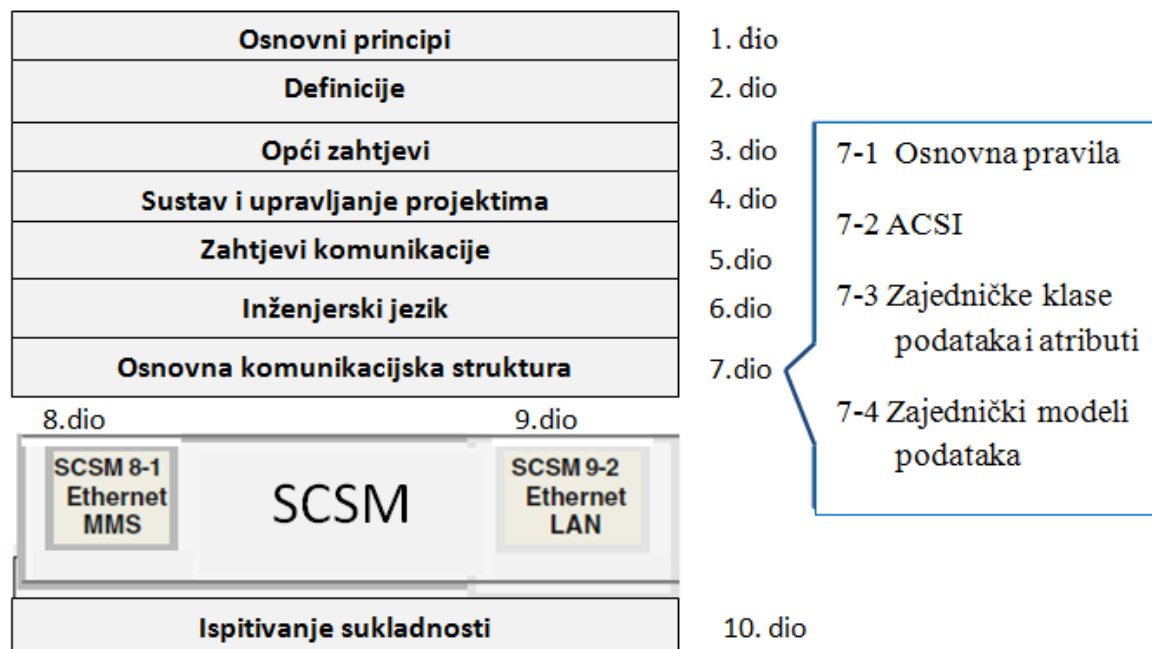 Osnovni principi 1. dio
Definicije 2. dio
Opći zahtjevi 3. dio
Sustav i upravljanje projektima 4. dio
Zahtjevi komunikacije 5.dio
Inženjerski jezik 6.dio
Osnovna komunikacijska struktura 7.dio
7-1 Osnovna pravila
7-2 ACSI
7-3 Zajedničke klase
podataka i atributi
7-4 Zajednički modeli
podataka
8.dio 9.dio
SCSM 8-1
Ethernet
MMS
SCSM
SCSM 9-2
Ethernet
LAN
Ispitivanje sukladnosti 10. dio